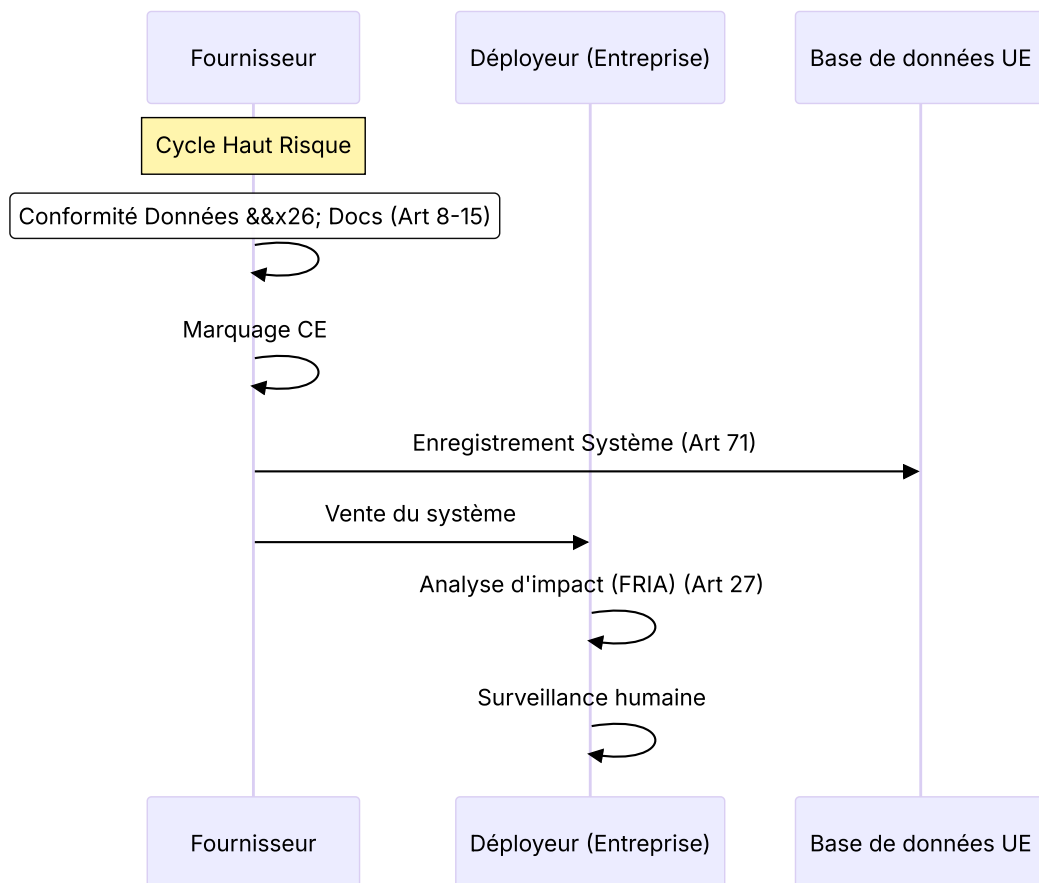 Fournisseur
Déployeur (Entreprise)
Base de données UE
Cycle Haut Risque
Conformité Données &&x26; Docs (Art 8-15)
Marquage CE
Enregistrement Système (Art 71)
Vente du système
Analyse d'impact (FRIA) (Art 27)
Surveillance humaine
Fournisseur
Déployeur (Entreprise)
Base de données UE